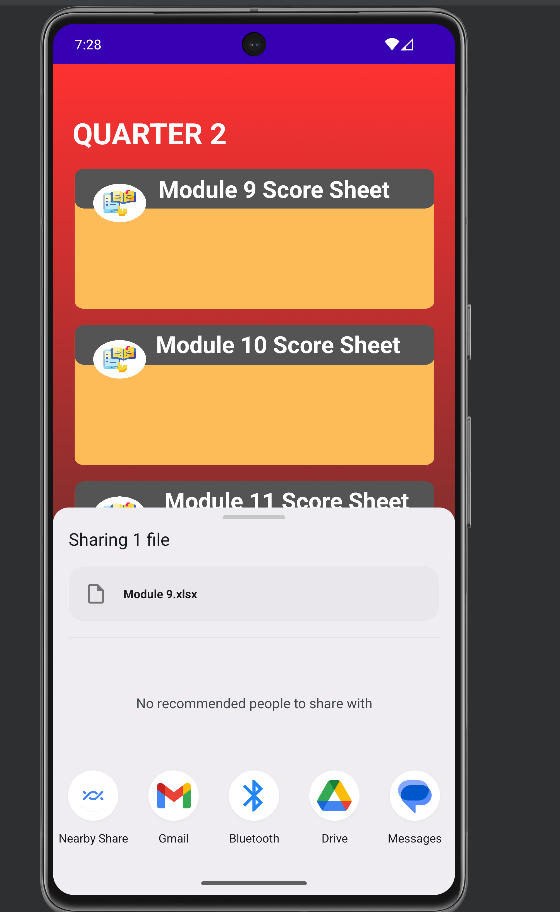 7:28
QUARTER 2
Module 9 Score Sheet
Module 10 Score Sheet
Module 11 Score Sheet
Sharing 1 file
Module 9.xlsx
No recommended people to share with
Nearby Share
Gmail
Bluetooth
Drive
Messages